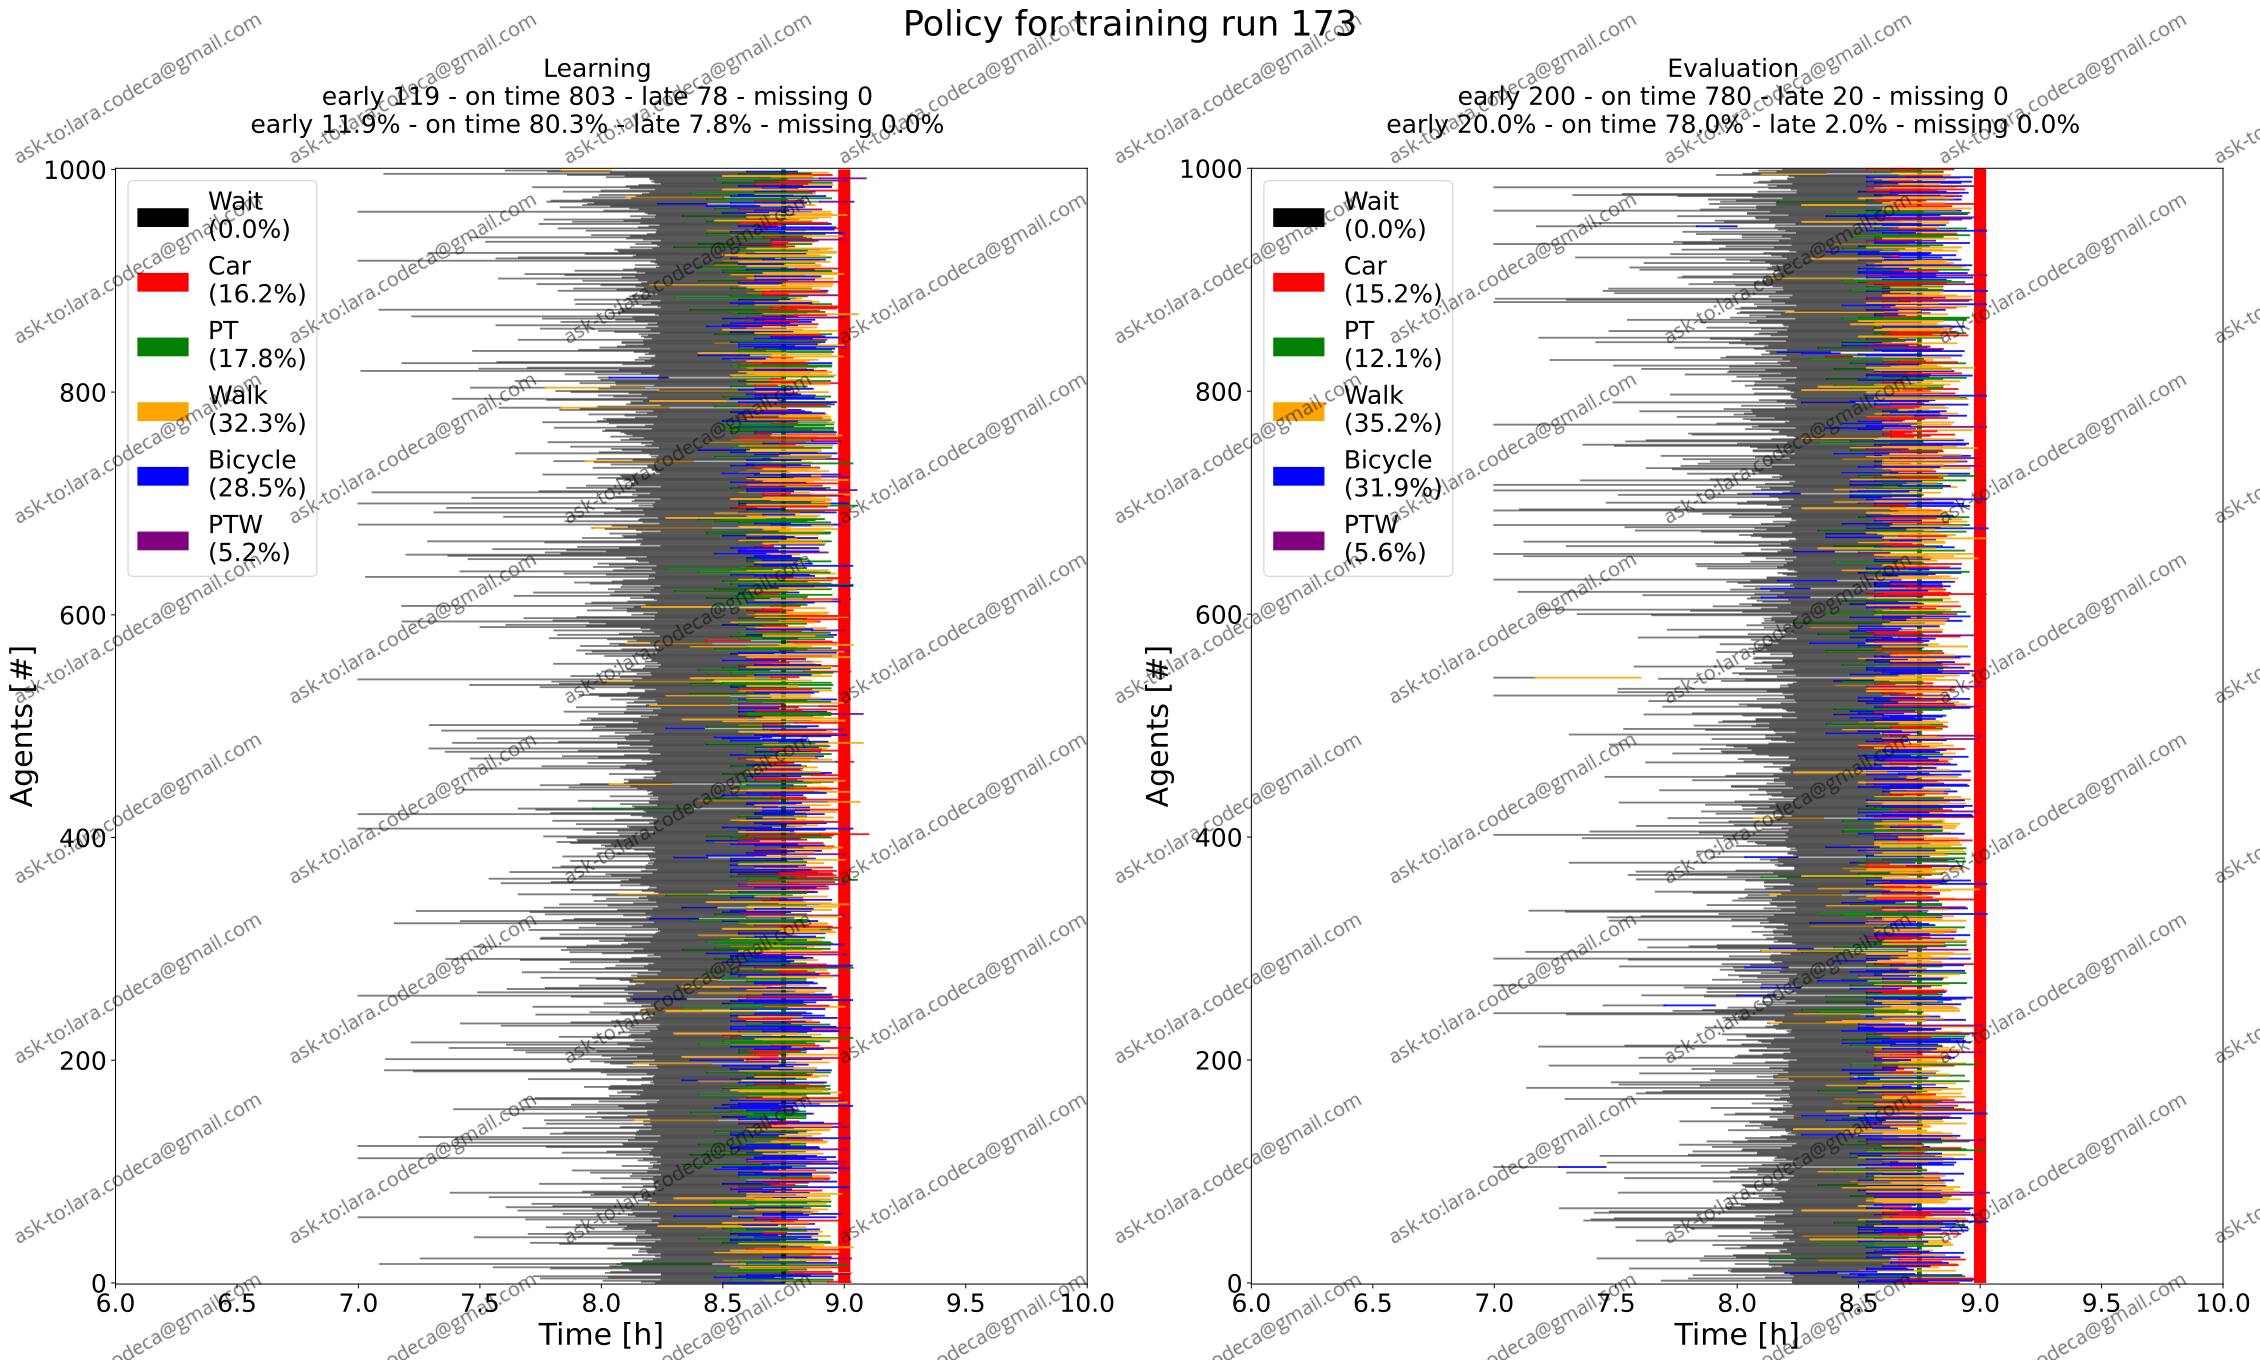 Policy for training run 173
Learning
early 119 - on time 803 - late 78 - missing 0
early 11.9% - on time 80.3% - late 7.8% - missing 0.0%
Agents [#]
1000
800
600
400
200
0
Wait
(0.0%)
Car
(16.2%)
PT
(17.8%)
Walk
(32.3%)
Bicycle
(28.5%)
PTW
(5.2%)
6.0 6.5 7.0 7.5 8.0 8.5 9.0 9.5 10.0
Time [h]
Evaluation
early 200 - on time 780 - late 20 - missing 0
early 20.0% - on time 78.0% - late 2.0% - missing 0.0%
Agents [#]
1000
800
600
400
200
0
Wait
(0.0%)
Car
(15.2%)
PT
(12.1%)
Walk
(35.2%)
Bicycle
(31.9%)
PTW
(5.6%)
6.0 6.5 7.0 7.5 8.0 8.5 9.0 9.5 10.0
Time [h]
ask-to:lara.codeca@gmail.com